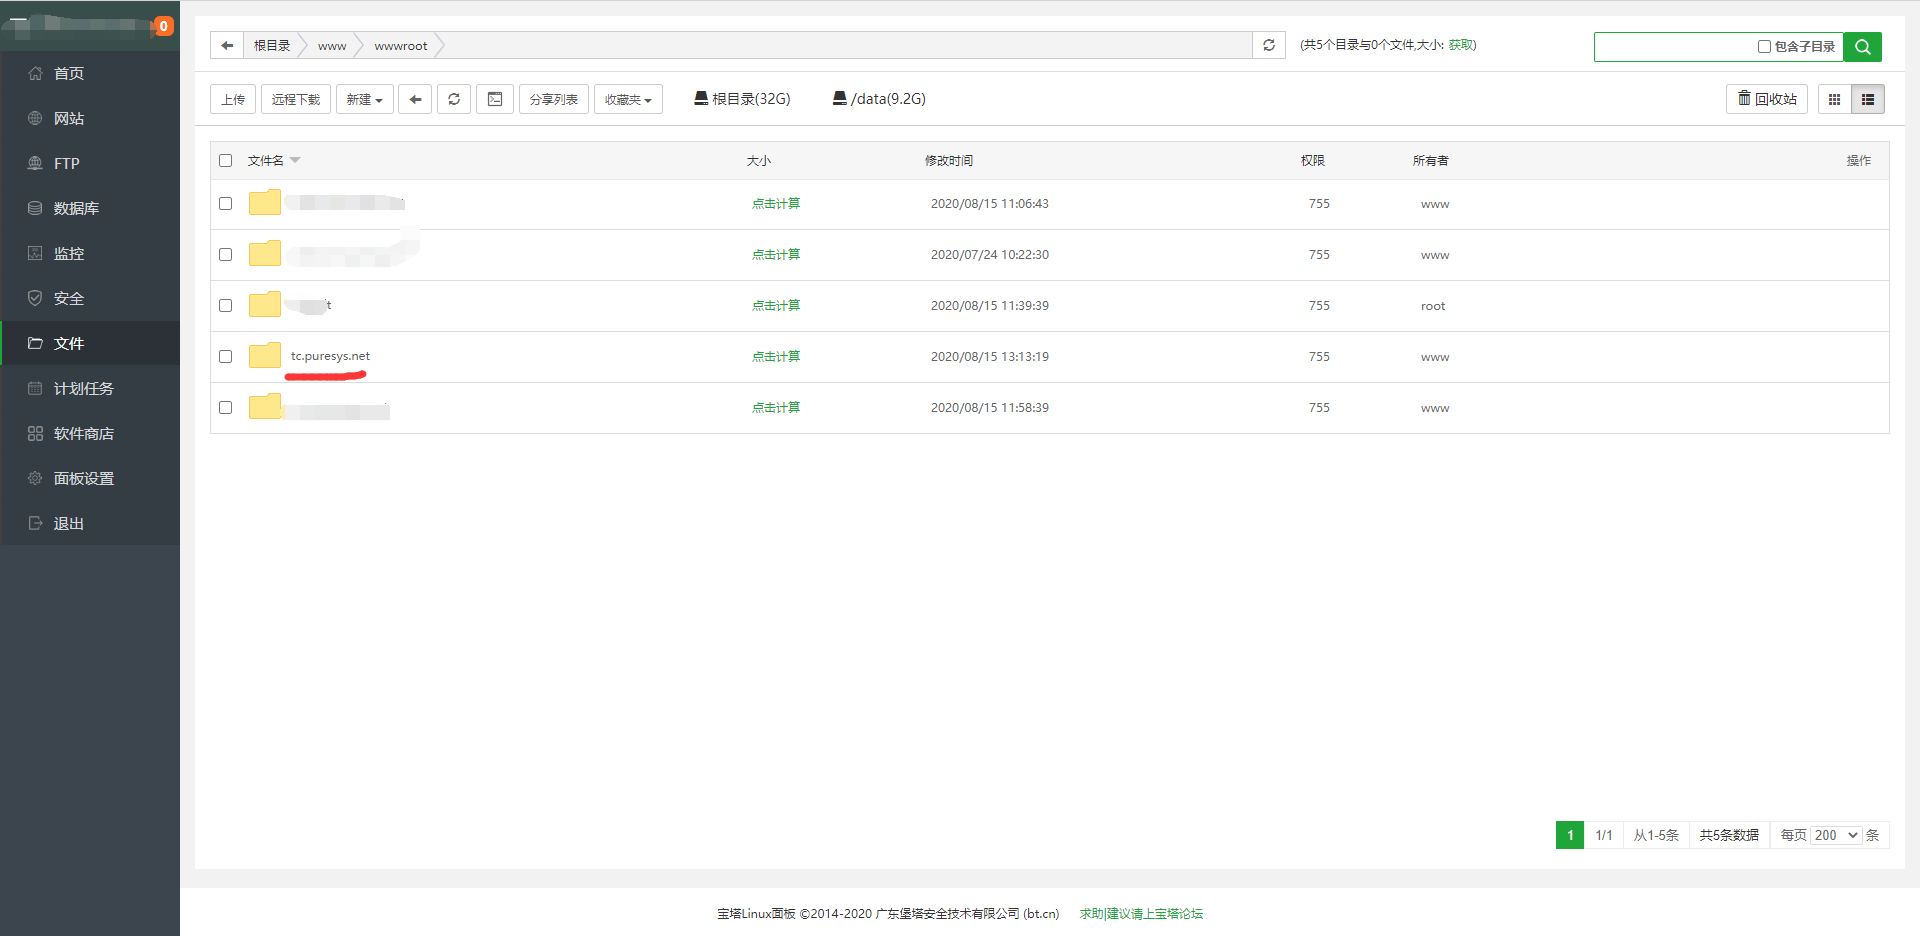 0
首页
网站
FTP
数据库
监控
安全
文件
计划任务
软件商店
面板设置
退出
根目录 www wwwroot (共5个目录与0个文件,大小: 获取) 包含子目录
上传 远程下载 新建 分享列表 收藏夹 根目录(32G) /data(9.2G) 回收站
文件名 大小 修改时间 权限 所有者 操作
点击计算 2020/08/15 11:06:43 755 www
点击计算 2020/07/24 10:22:30 755 www
t 点击计算 2020/08/15 11:39:39 755 root
tc.puresys.net 点击计算 2020/08/15 13:13:19 755 www
点击计算 2020/08/15 11:58:39 755 www
1 1/1 从1-5条 共5条数据 每页 200 条
宝塔Linux面板 ©2014-2020 广东堡塔安全技术有限公司 (bt.cn) 求助|建议请上宝塔论坛